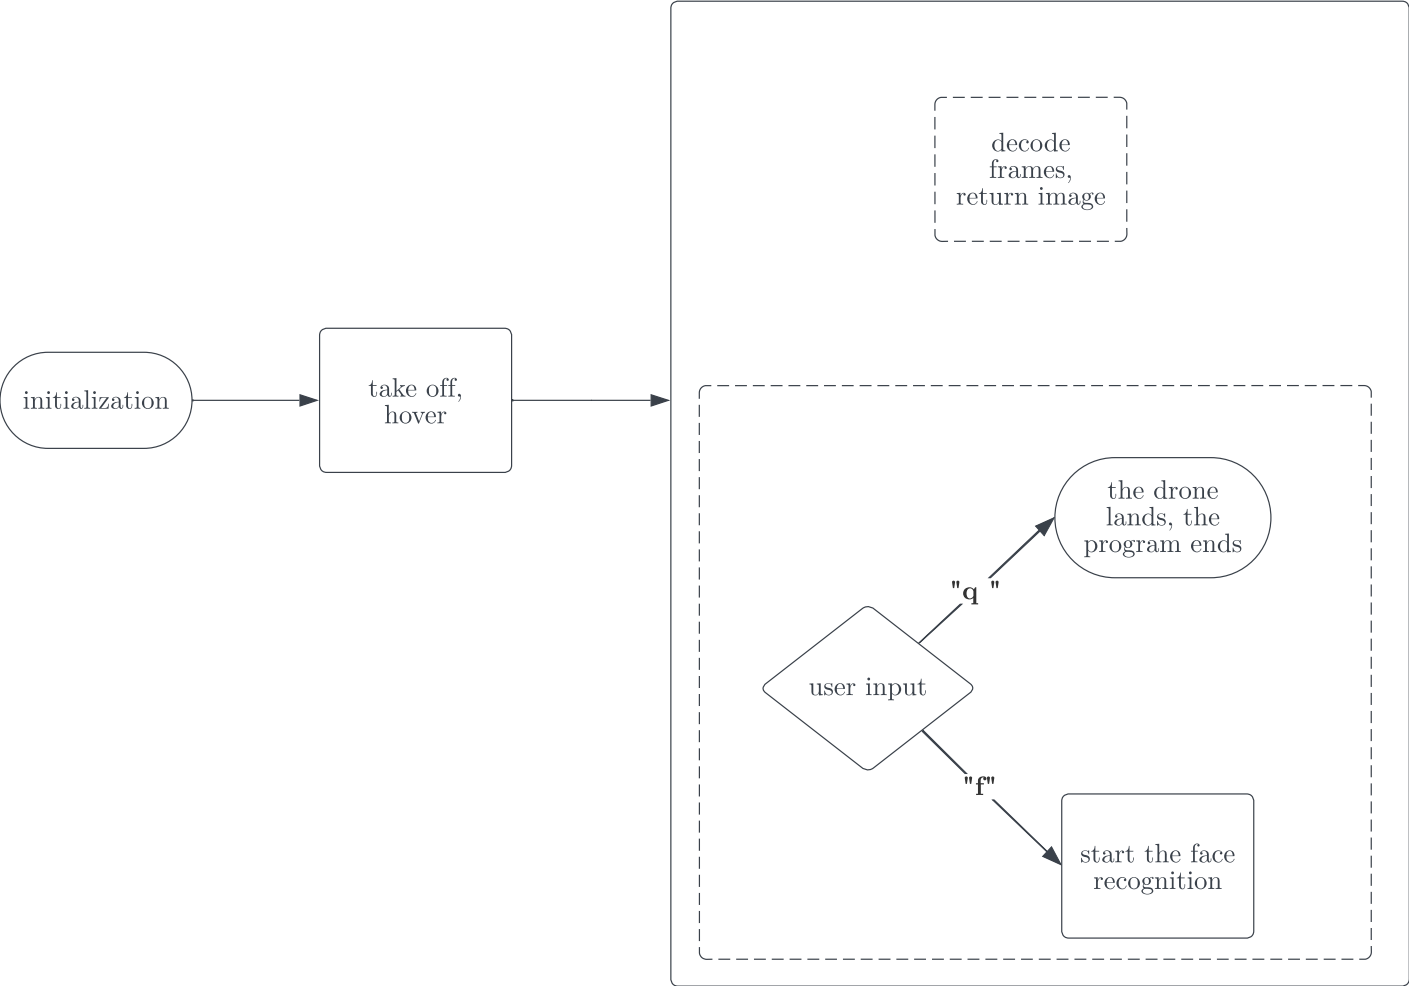 initialization
take off,
hover
decode
frames,
return image
the drone
lands, the
program ends
"q "
user input
"f"
start the face
recognition